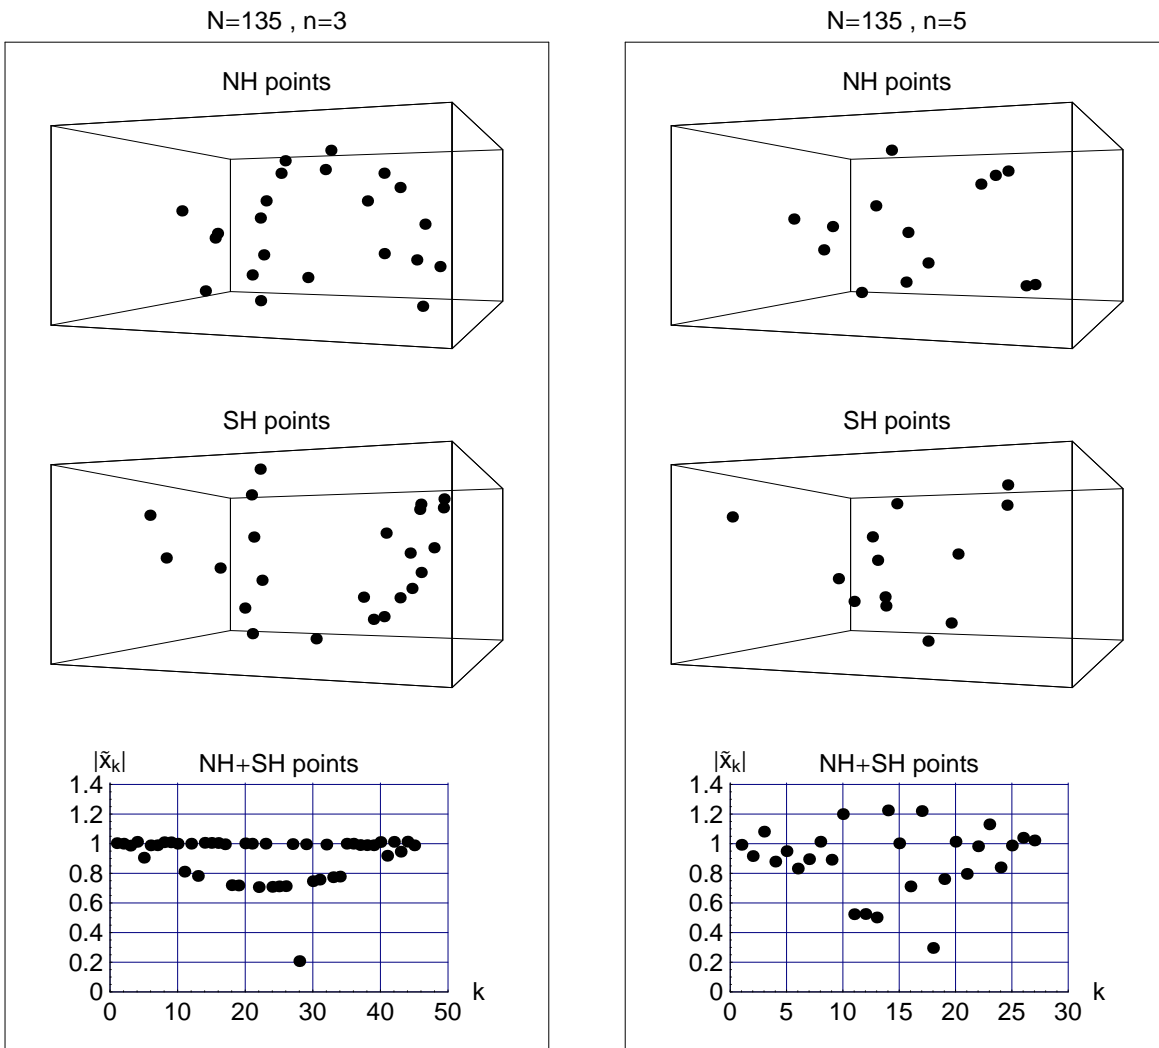 N=135 , n=3
NH points
SH points
|x̃ₖ|
NH+SH points
1.4
1.2
1
0.8
0.6
0.4
0.2
0
0 10 20 30 40 50
k
N=135 , n=5
NH points
SH points
|x̃ₖ|
NH+SH points
1.4
1.2
1
0.8
0.6
0.4
0.2
0
0 5 10 15 20 25 30
k